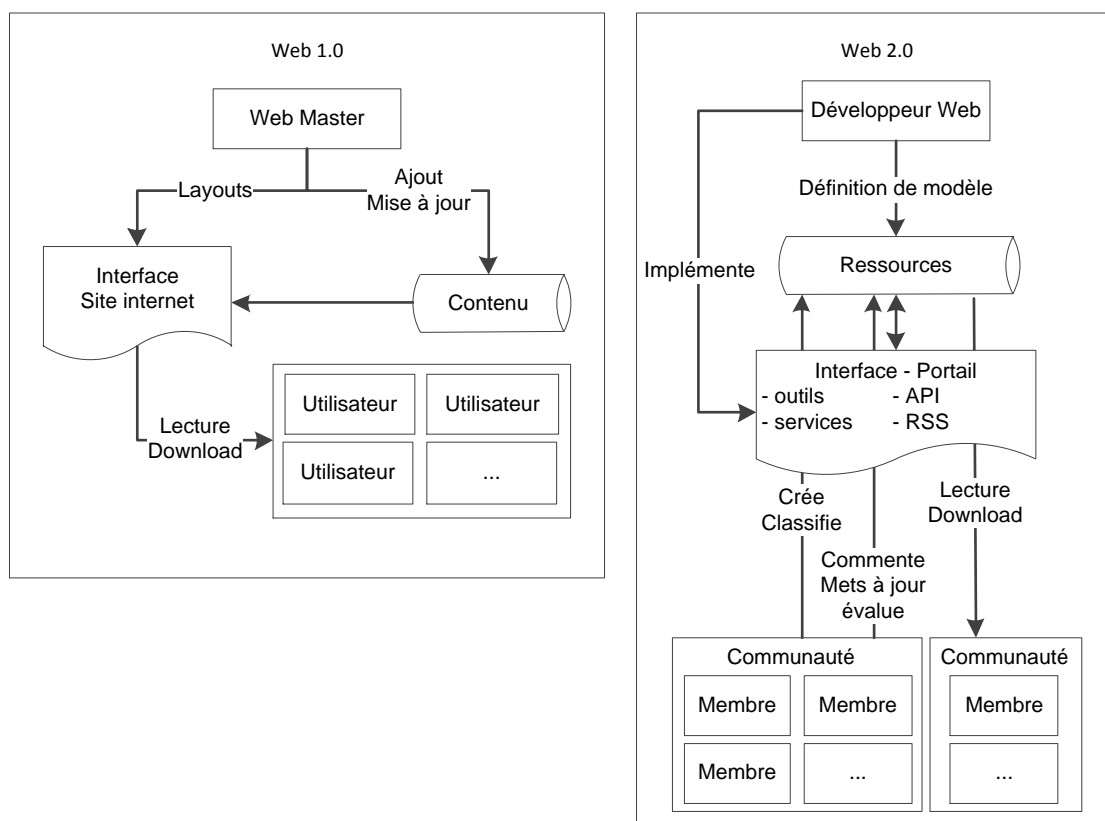 Web 1.0
Web Master
Layouts
Ajout
Mise à jour
Interface
Site internet
Contenu
Lecture
Download
Utilisateur
Utilisateur
Utilisateur
...
Web 2.0
Développeur Web
Définition de modèle
Implémente
Ressources
Interface - Portail
- outils
- API
- services
- RSS
Crée
Classifie
Lecture
Download
Commente
Mets à jour
évalue
Communauté
Membre
Membre
Membre
...
Communauté
Membre
...